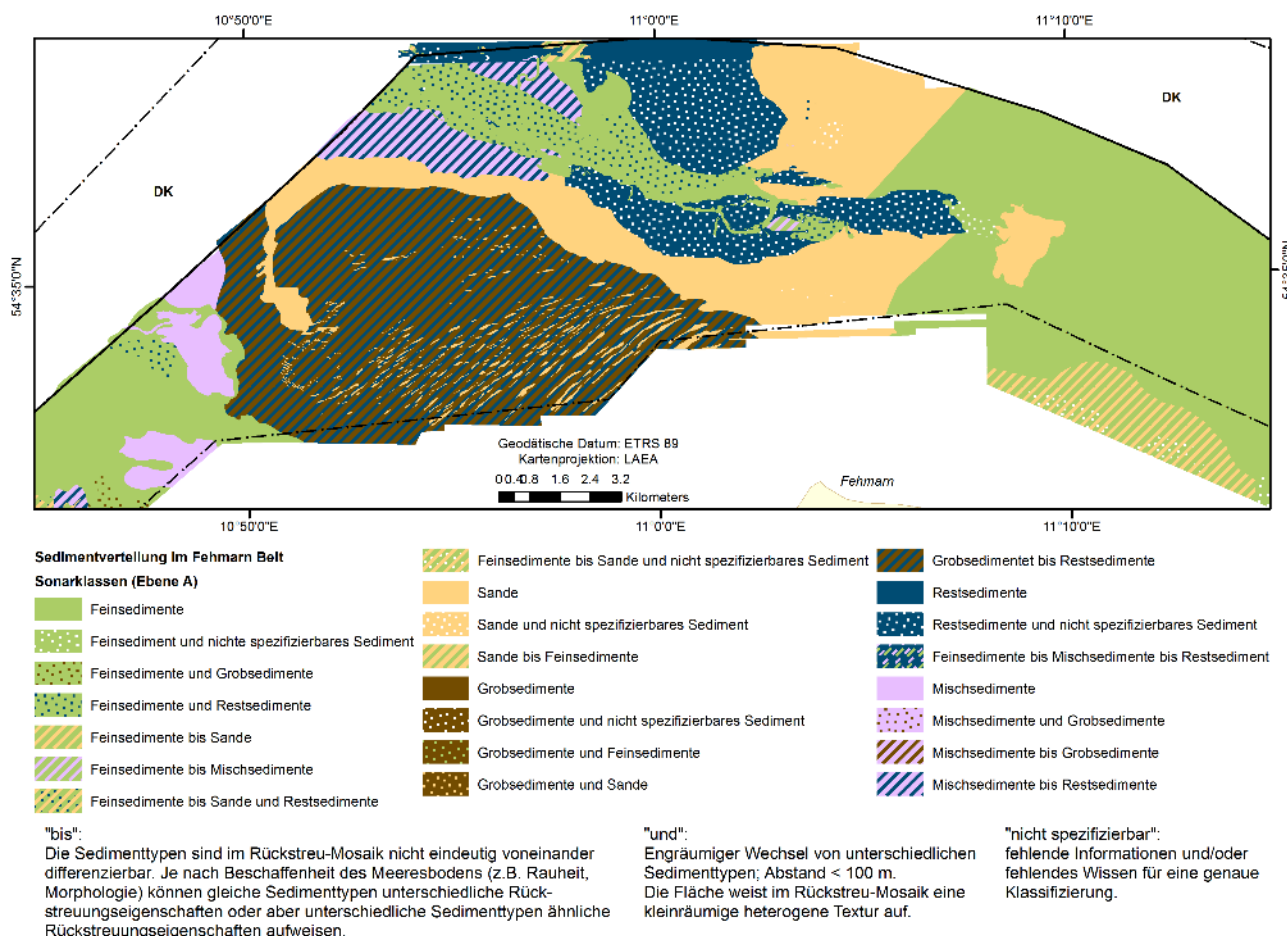 10°50'0"E
11°0'0"E
11°10'0"E
DK
DK
54°35'0"N
54°35'0"N
Geodätische Datum: ETRS 89
Kartenprojektion: LAEA
0 0.4 0.8 1.6 2.4 3.2
Kilometers
Fehmarn
10°50'0"E
11°0'0"E
11°10'0"E
Sedimentverteilung im Fehmarn Belt
Sonarklassen (Ebene A)
Feinsedimente
Feinsediment und nichte spezifizierbares Sediment
Feinsedimente und Grobsedimente
Feinsedimente und Restsedimente
Feinsedimente bis Sande
Feinsedimente bis Mischsedimente
Feinsedimente bis Sande und Restsedimente
Feinsedimente bis Sande und nicht spezifizierbares Sediment
Sande
Sande und nicht spezifizierbares Sediment
Sande bis Feinsedimente
Grobsedimente
Grobsedimente und nicht spezifizierbares Sediment
Grobsedimente und Feinsedimente
Grobsedimente und Sande
Grobsedimentet bis Restsedimente
Restsedimente
Restsedimente und nicht spezifizierbares Sediment
Feinsedimente bis Mischsedimente bis Restsediment
Mischsedimente
Mischsedimente und Grobsedimente
Mischsedimente bis Grobsedimente
Mischsedimente bis Restsedimente
"bis":
Die Sedimenttypen sind im Rückstreu-Mosaik nicht eindeutig voneinander
differenzierbar. Je nach Beschaffenheit des Meeresbodens (z.B. Rauheit,
Morphologie) können gleiche Sedimenttypen unterschiedliche Rück-
streuungseigenschaften oder aber unterschiedliche Sedimenttypen ähnliche
Rückstreuungseigenschaften aufweisen.
"und":
Engräumiger Wechsel von unterschiedlichen
Sedimenttypen; Abstand < 100 m.
Die Fläche weist im Rückstreu-Mosaik eine
kleinräumige heterogene Textur auf.
"nicht spezifizierbar":
fehlende Informationen und/oder
fehlendes Wissen für eine genaue
Klassifizierung.